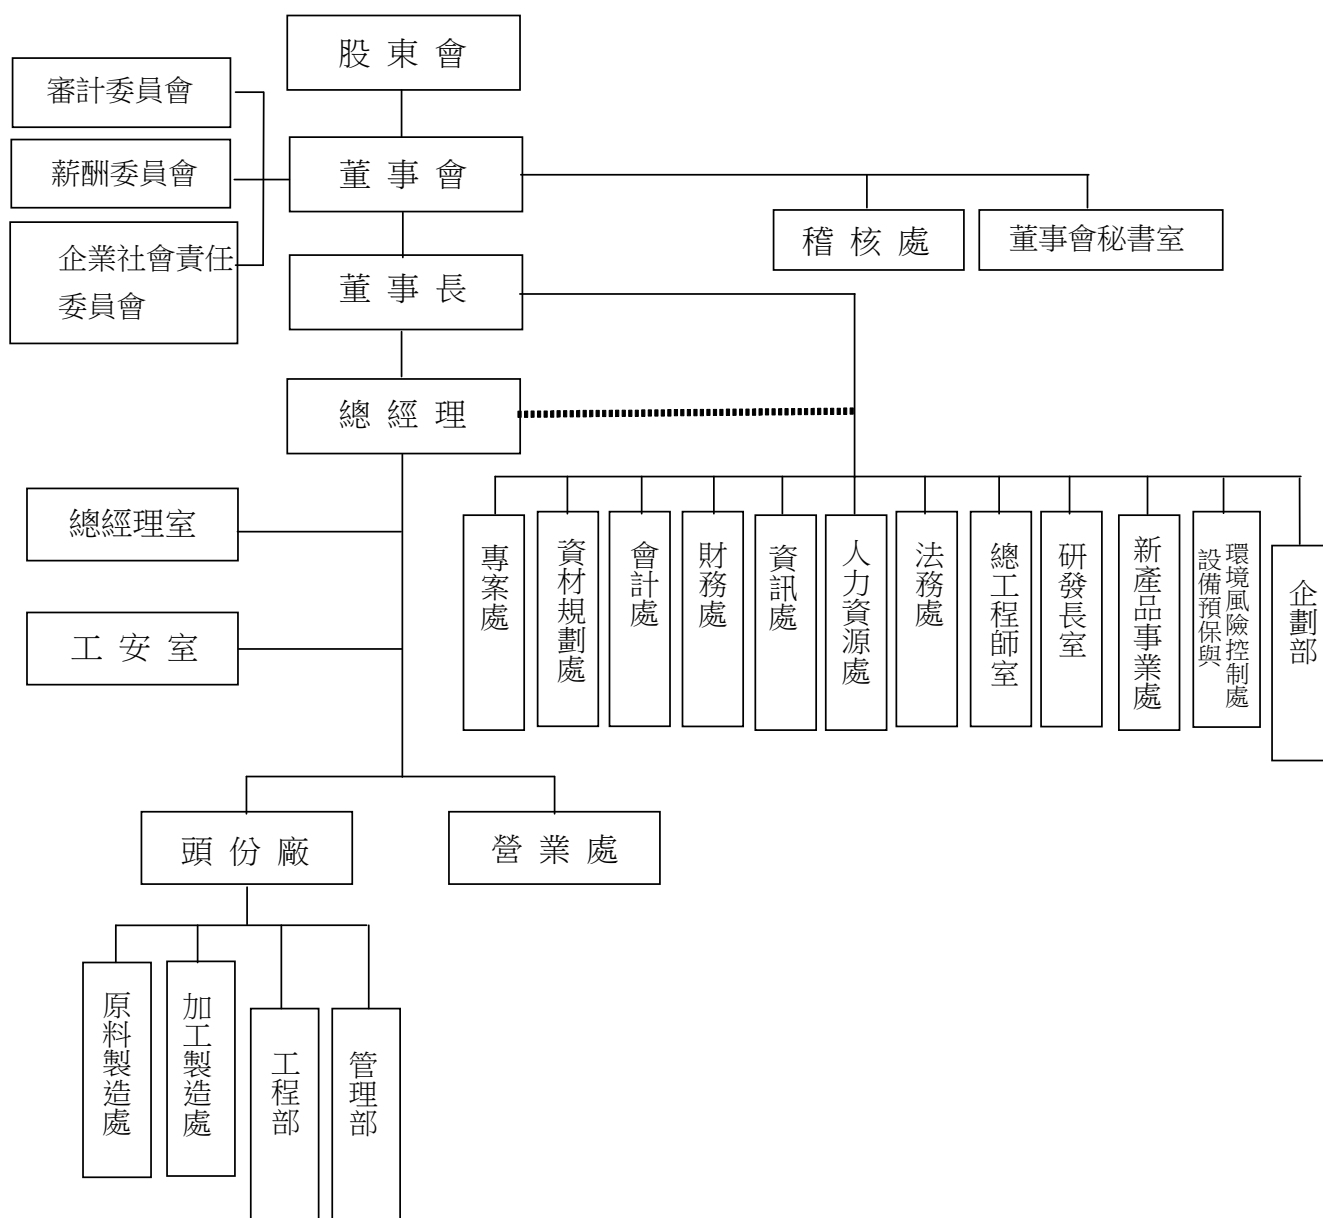 股東會
審計委員會
董事會
薪酬委員會
稽核處
董事會秘書室
企業社會責任
委員會
董事長
總經理
總經理室
工安室
專案處
資材規劃處
會計處
財務處
資訊處
人力資源處
法務處
總工程師室
研發長室
新產品事業處
設備預保與
環境風險控制處
企劃部
頭份廠
營業處
原料製造處
加工製造處
工程部
管理部